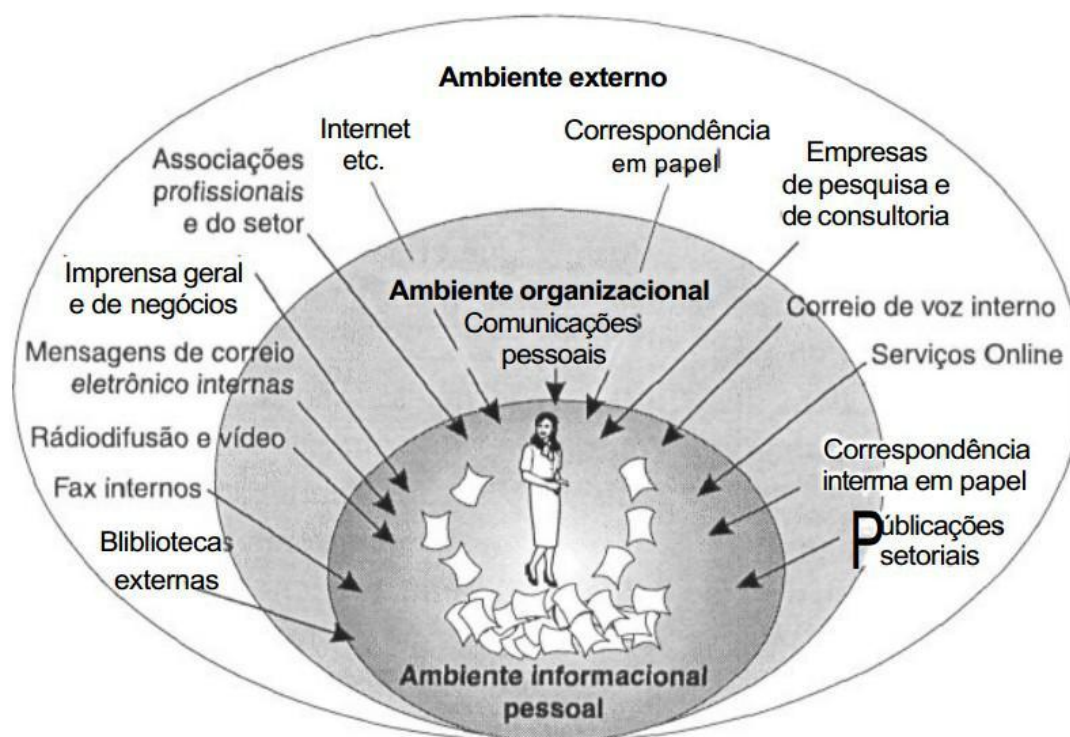 Ambiente externo
Internet
etc.
Correspondência
em papel
Associações
profissionais
e do setor
Empresas
de pesquisa e
de consultoria
Imprensa geral
e de negócios
Ambiente organizacional
Comunicações
pessoais
Correio de voz interno
Mensagens de correio
eletrônico internas
Serviços Online
Rádiodifusão e vídeo
Fax internos
Correspondência
interma em papel
Públicações
setoriais
Blibliotecas
externas
Ambiente informacional
pessoal